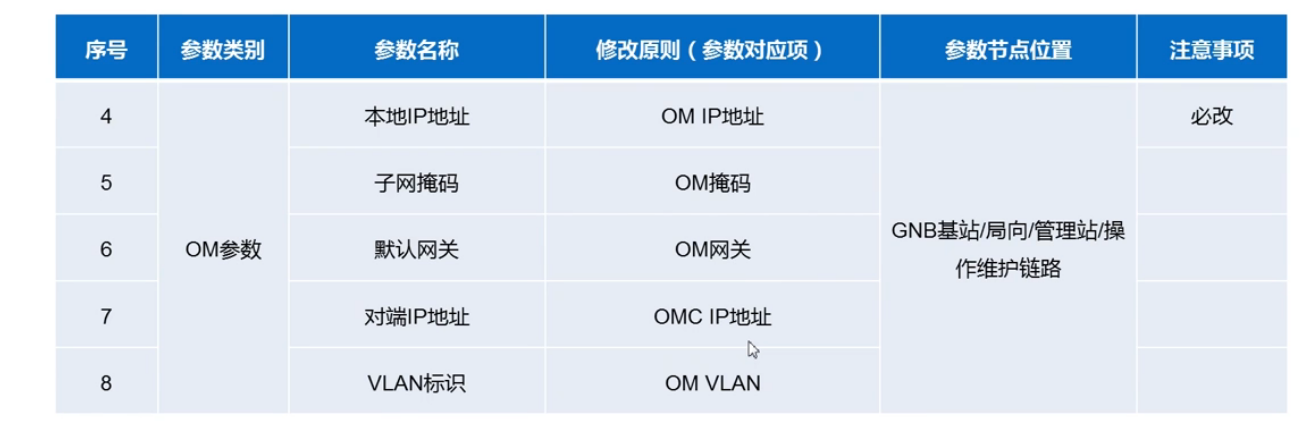 序号 参数类别 参数名称 修改原则（参数对应项） 参数节点位置 注意事项
4 本地IP地址 OM IP地址 必改
5 子网掩码 OM掩码
6 OM参数 默认网关 OM网关 GNB基站/局向/管理站/操
作维护链路
7 对端IP地址 OMC IP地址
8 VLAN标识 OM VLAN